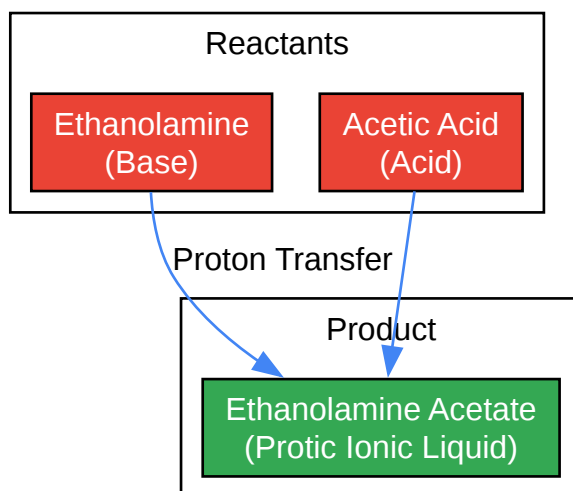 Reactants
Ethanolamine
(Base)
Acetic Acid
(Acid)
Proton Transfer
Product
Ethanolamine Acetate
(Protic Ionic Liquid)